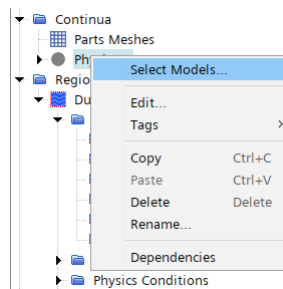 Continua
Parts Meshes
Ph
Select Models...
Regio
Edit...
Du
Tags
Copy Ctrl+C
Paste Ctrl+V
Delete Delete
Rename...
Dependencies
Physics Conditions